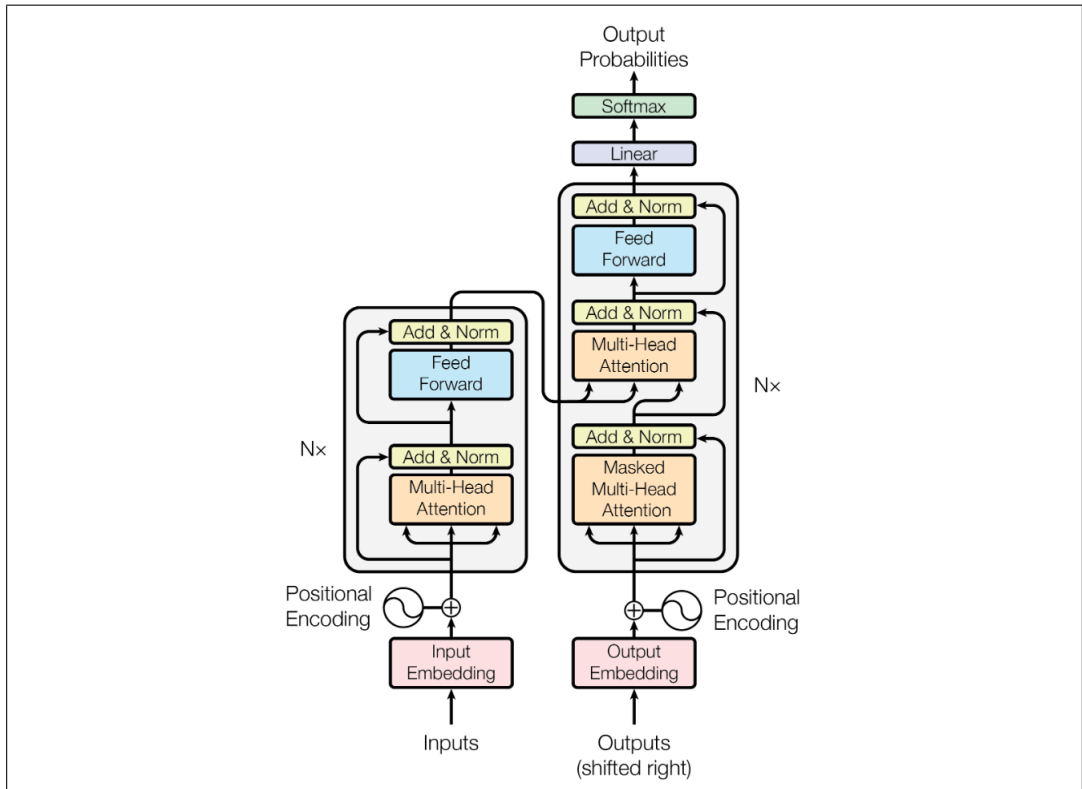 Output
Probabilities
Softmax
Linear
Add & Norm
Feed
Forward
Add & Norm
Multi-Head
Attention
Add & Norm
Masked
Multi-Head
Attention
N×
Add & Norm
Feed
Forward
Add & Norm
Multi-Head
Attention
N×
Positional
Encoding
Positional
Encoding
Input
Embedding
Output
Embedding
Inputs
Outputs
(shifted right)